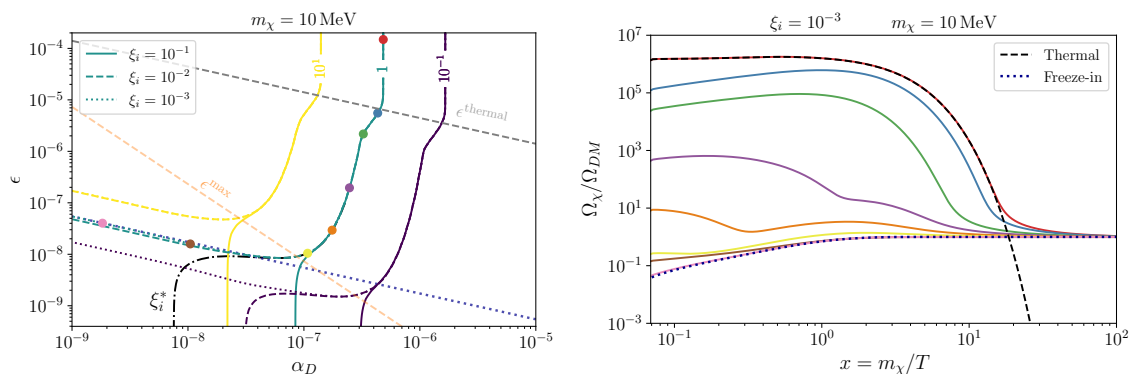 m_χ = 10 MeV
ξ_i = 10^{-1}
ξ_i = 10^{-2}
ξ_i = 10^{-3}
10^1
1
10^{-1}
ϵ^{thermal}
ϵ^{max}
ξ_i^*
10^{-4}
10^{-5}
10^{-6}
10^{-7}
10^{-8}
10^{-9}
ϵ
10^{-9}
10^{-8}
10^{-7}
10^{-6}
10^{-5}
α_D
ξ_i = 10^{-3} m_χ = 10 MeV
Thermal
Freeze-in
10^7
10^5
10^3
10^1
10^{-1}
10^{-3}
Ω_χ/Ω_{DM}
10^{-1}
10^0
10^1
10^2
x = m_χ/T